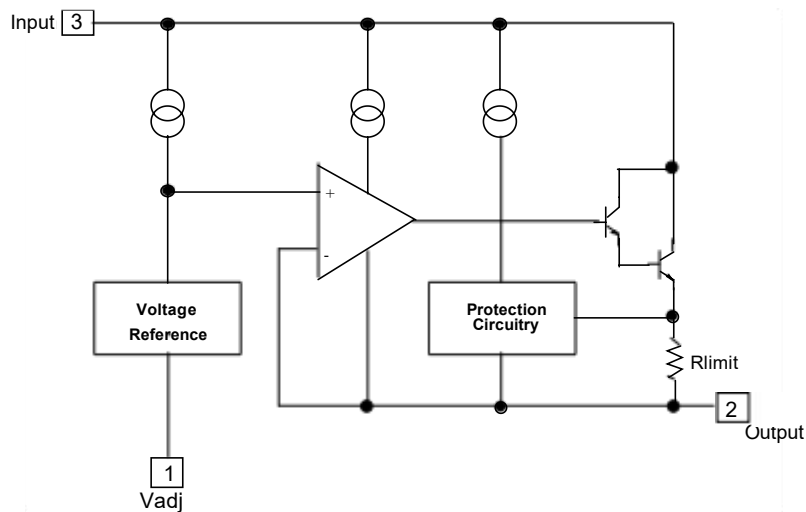 Input 3
+
-
Voltage
Reference
Protection
Circuitry
Rlimit
2
Output
1
Vadj